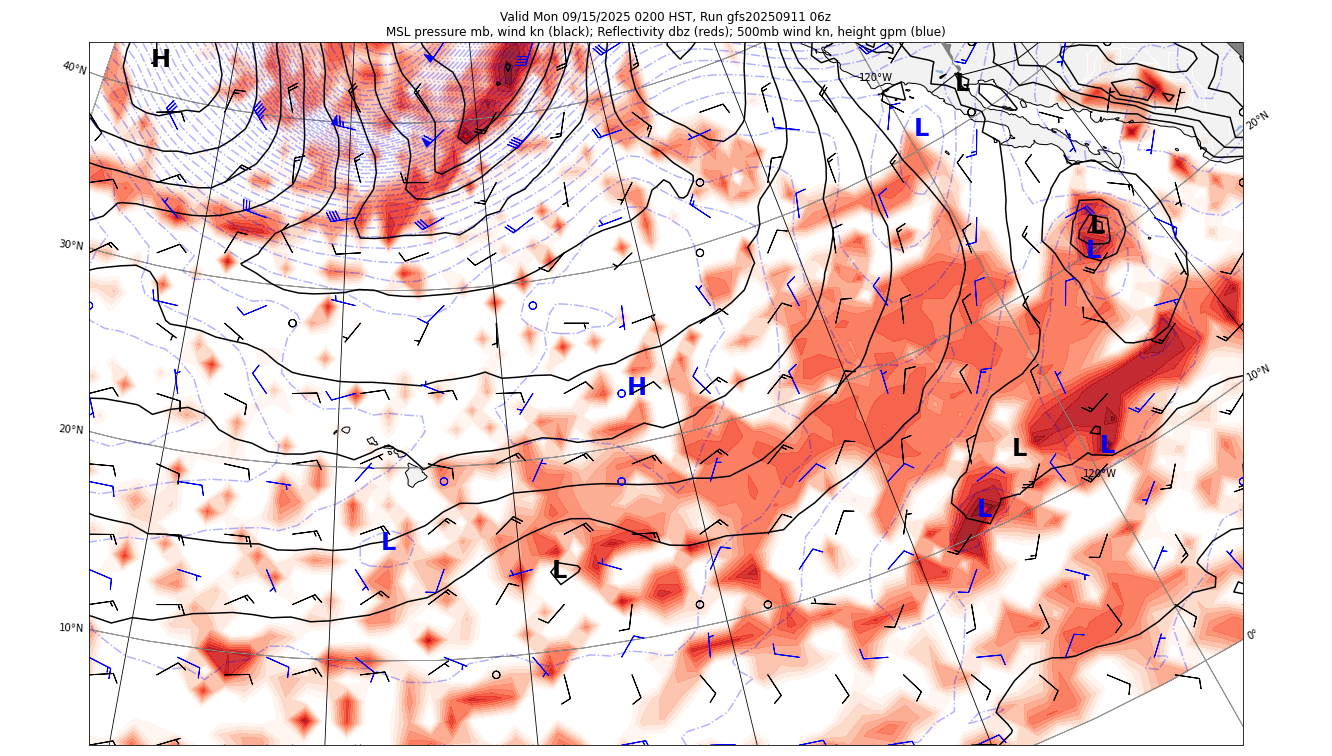 Valid Mon 09/15/2025 0200 HST, Run gfs20250911 06z
MSL pressure mb, wind kn (black); Reflectivity dbz (reds); 500mb wind kn, height gpm (blue)
H
40°N
120°W
L
L
20°N
L
L
30°N
H
10°N
20°N
L
L
120°W
L
L
L
10°N
0°